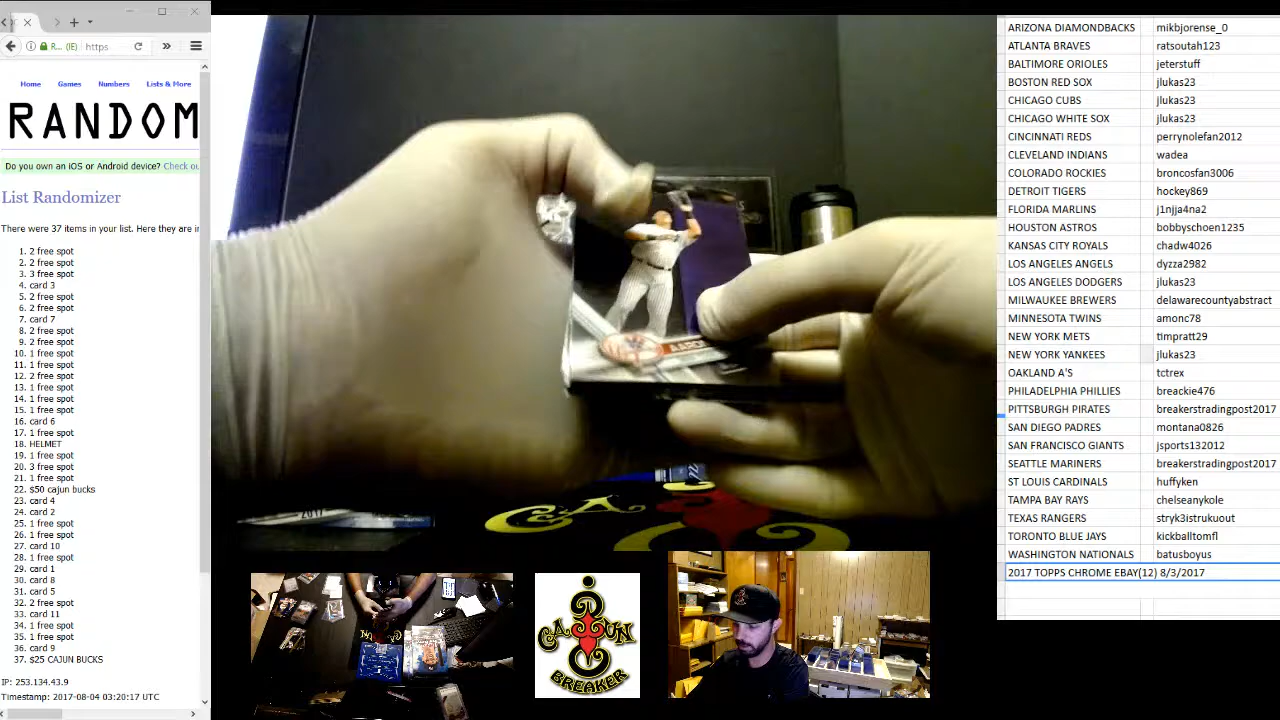 R... (IE)
https
Home
Games
Numbers
Lists & More
RANDOM
Do you own an iOS or Android device? Check ou
List Randomizer
There were 37 items in your list. Here they are i
1. 2 free spot
2. 2 free spot
3. 3 free spot
4. card 3
5. 2 free spot
6. 2 free spot
7. card 7
8. 2 free spot
9. 2 free spot
10. 1 free spot
11. 1 free spot
12. 2 free spot
13. 1 free spot
14. 1 free spot
15. 1 free spot
16. card 6
17. 1 free spot
18. HELMET
19. 1 free spot
20. 3 free spot
21. 1 free spot
22. $50 cajun bucks
23. card 4
24. card 2
25. 1 free spot
26. 1 free spot
27. card 10
28. 1 free spot
29. card 1
30. card 8
31. card 5
32. 2 free spot
33. card 11
34. 1 free spot
35. 1 free spot
36. card 9
37. $25 CAJUN BUCKS
IP: 253.134.43.9
Timestamp: 2017-08-04 03:20:17 UTC
AARON
2017
CA
CAJUN
BREAKER
ARIZONA DIAMONDBACKS mikbjorense_0
ATLANTA BRAVES ratsoutah123
BALTIMORE ORIOLES jeterstuff
BOSTON RED SOX jlukas23
CHICAGO CUBS jlukas23
CHICAGO WHITE SOX jlukas23
CINCINNATI REDS perrynolefan2012
CLEVELAND INDIANS wadea
COLORADO ROCKIES broncosfan3006
DETROIT TIGERS hockey869
FLORIDA MARLINS j1njja4na2
HOUSTON ASTROS bobbyschoen1235
KANSAS CITY ROYALS chadw4026
LOS ANGELES ANGELS dyzza2982
LOS ANGELES DODGERS jlukas23
MILWAUKEE BREWERS delawarecountyabstract
MINNESOTA TWINS amonc78
NEW YORK METS timpratt29
NEW YORK YANKEES jlukas23
OAKLAND A'S tctrex
PHILADELPHIA PHILLIES breackie476
PITTSBURGH PIRATES breakerstradingpost2017
SAN DIEGO PADRES montana0826
SAN FRANCISCO GIANTS jsports132012
SEATTLE MARINERS breakerstradingpost2017
ST LOUIS CARDINALS huffyken
TAMPA BAY RAYS chelseanykole
TEXAS RANGERS stryk3istrukuout
TORONTO BLUE JAYS kickballtomfl
WASHINGTON NATIONALS batusboyus
2017 TOPPS CHROME EBAY(12) 8/3/2017